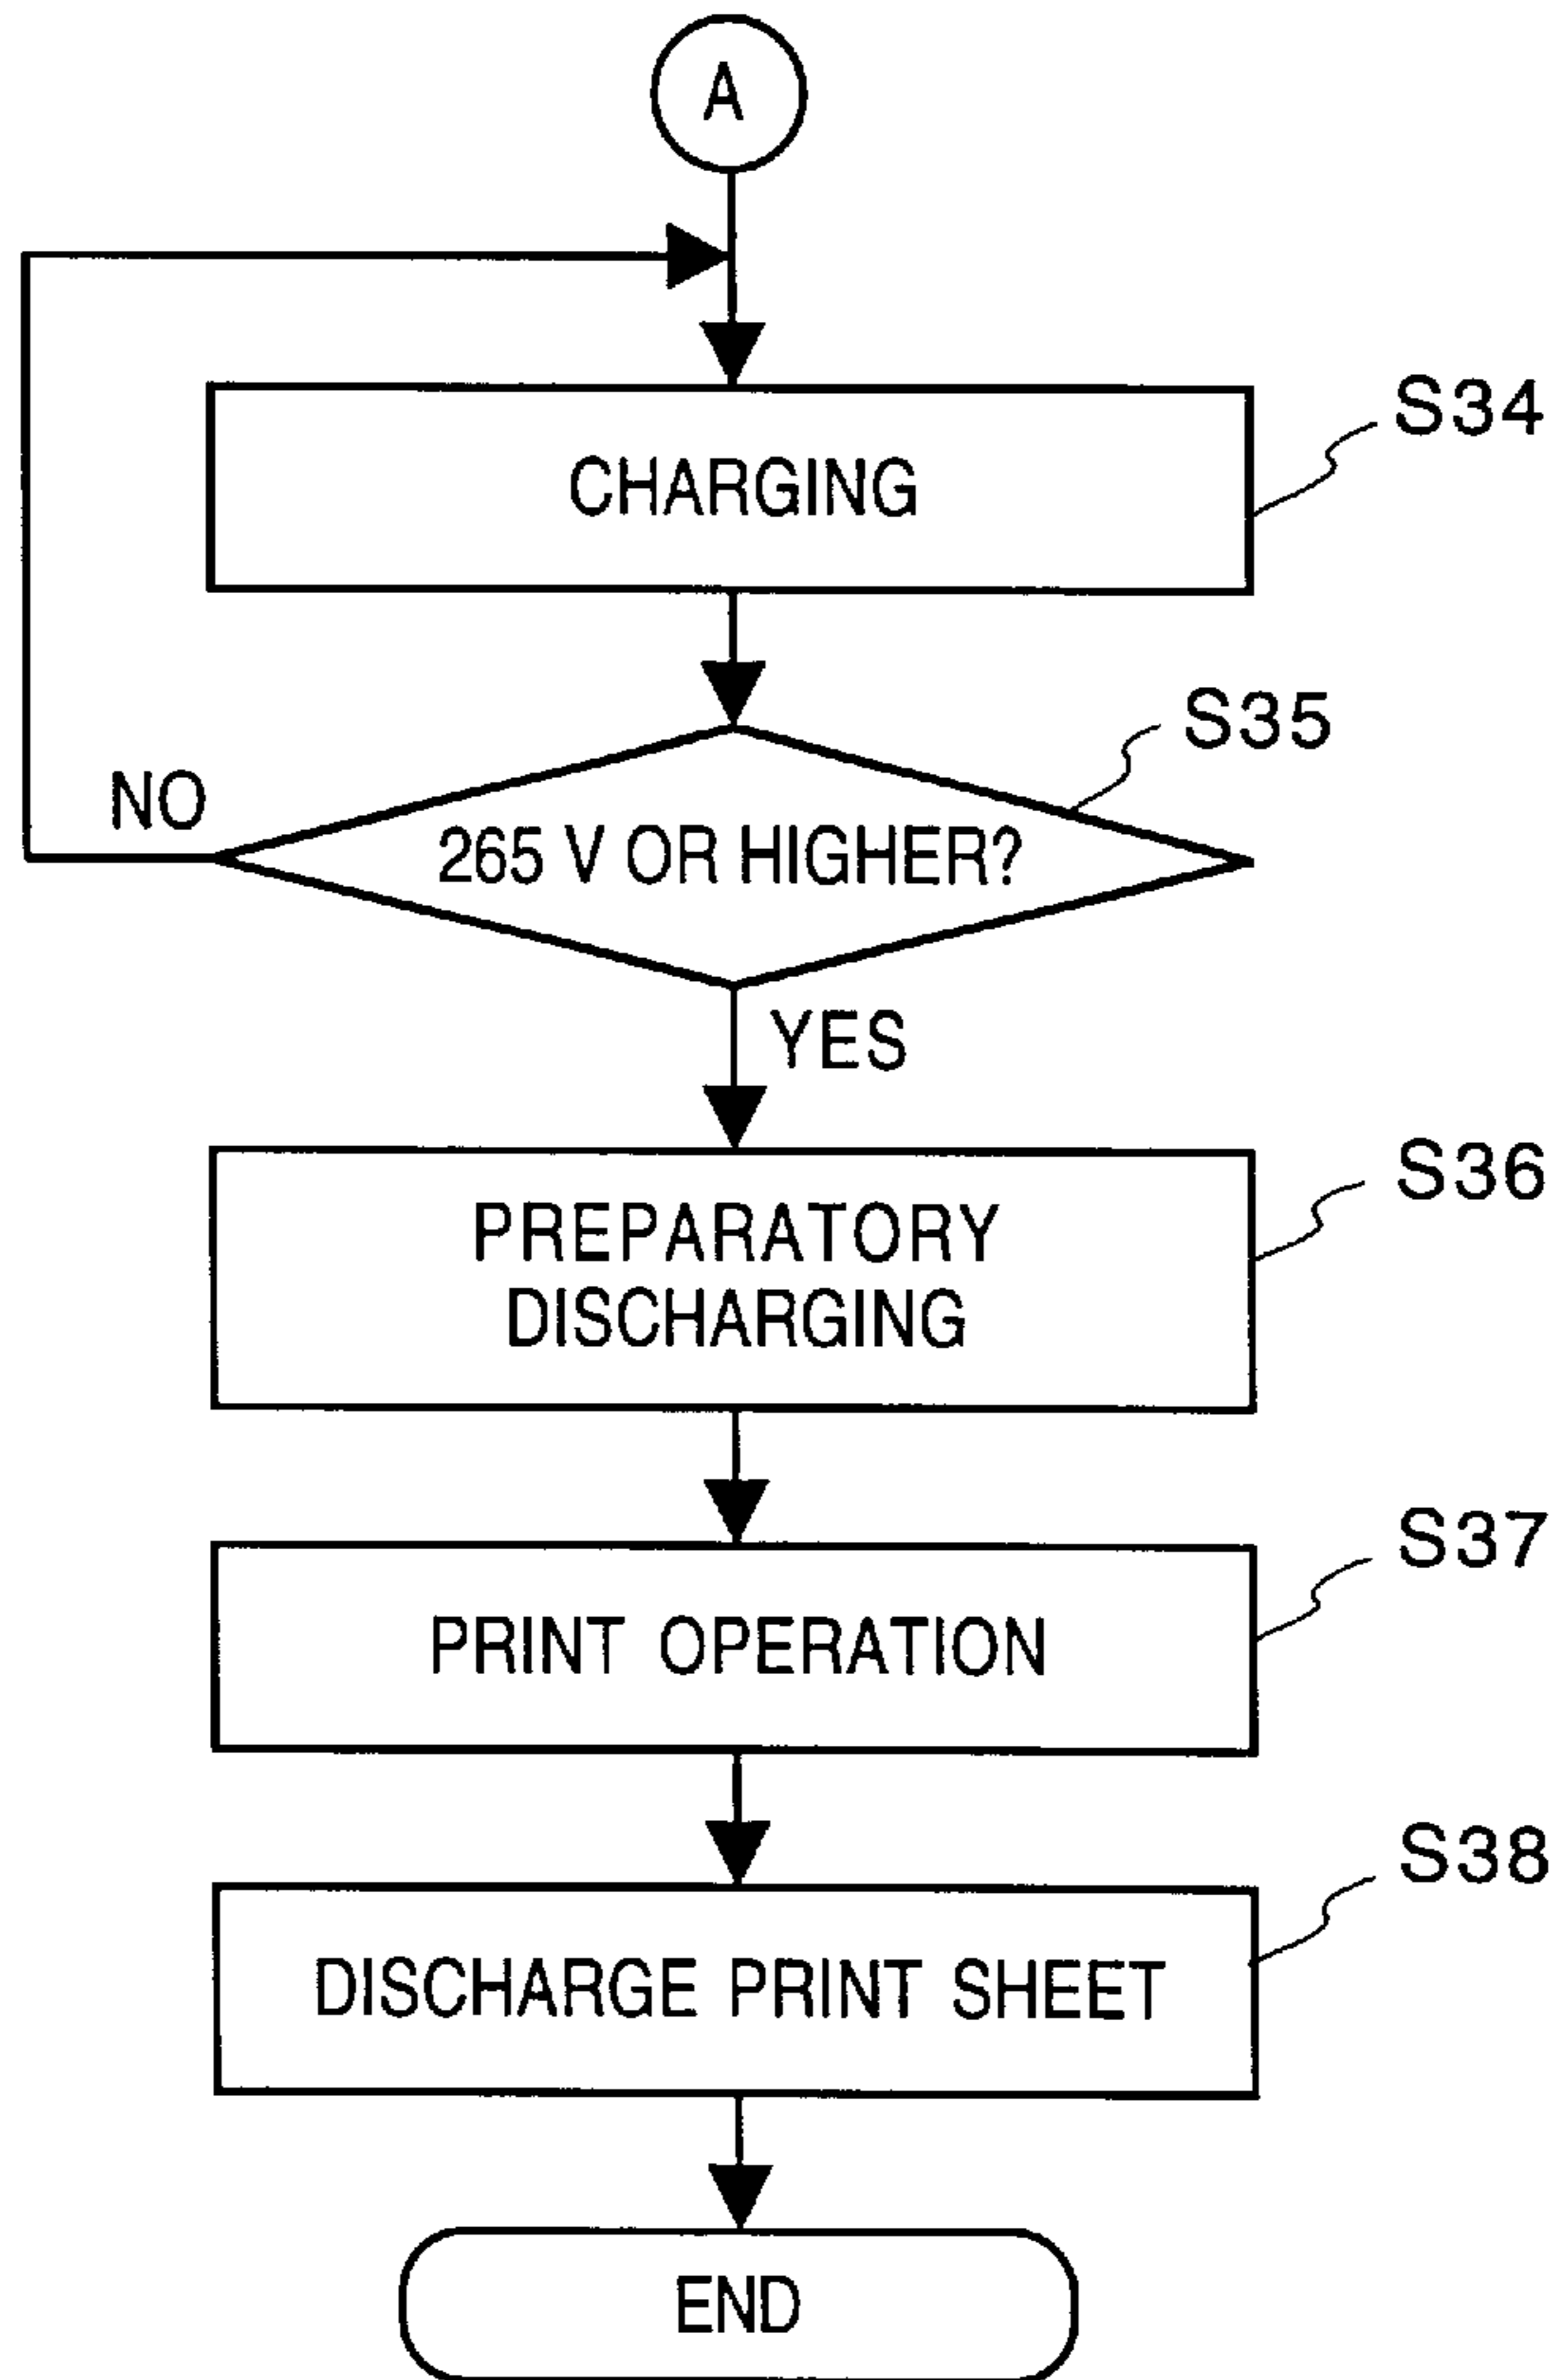 A
S34
CHARGING
S35
NO
265 V OR HIGHER?
YES
S36
PREPARATORY
DISCHARGING
S37
PRINT OPERATION
S38
DISCHARGE PRINT SHEET
END